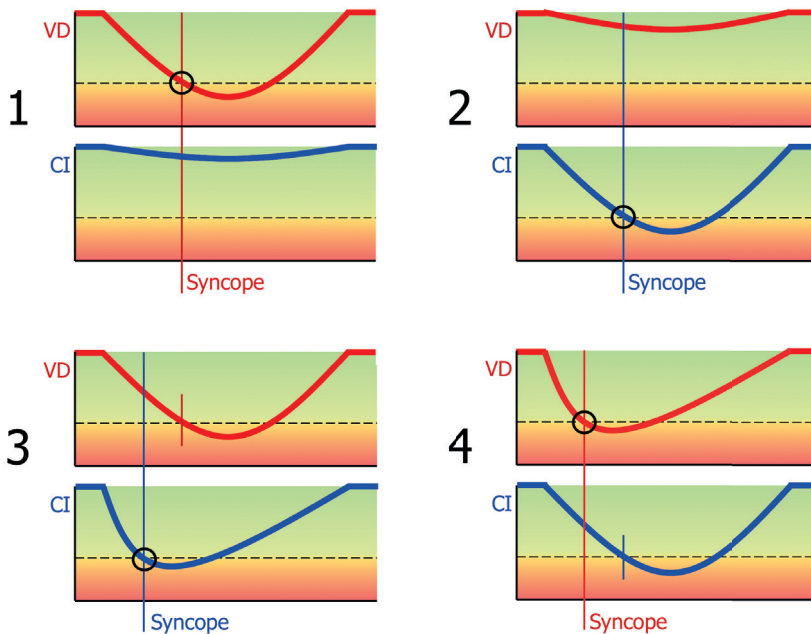 VD
1
CI
Syncope
VD
2
CI
Syncope
VD
3
CI
Syncope
VD
4
CI
Syncope